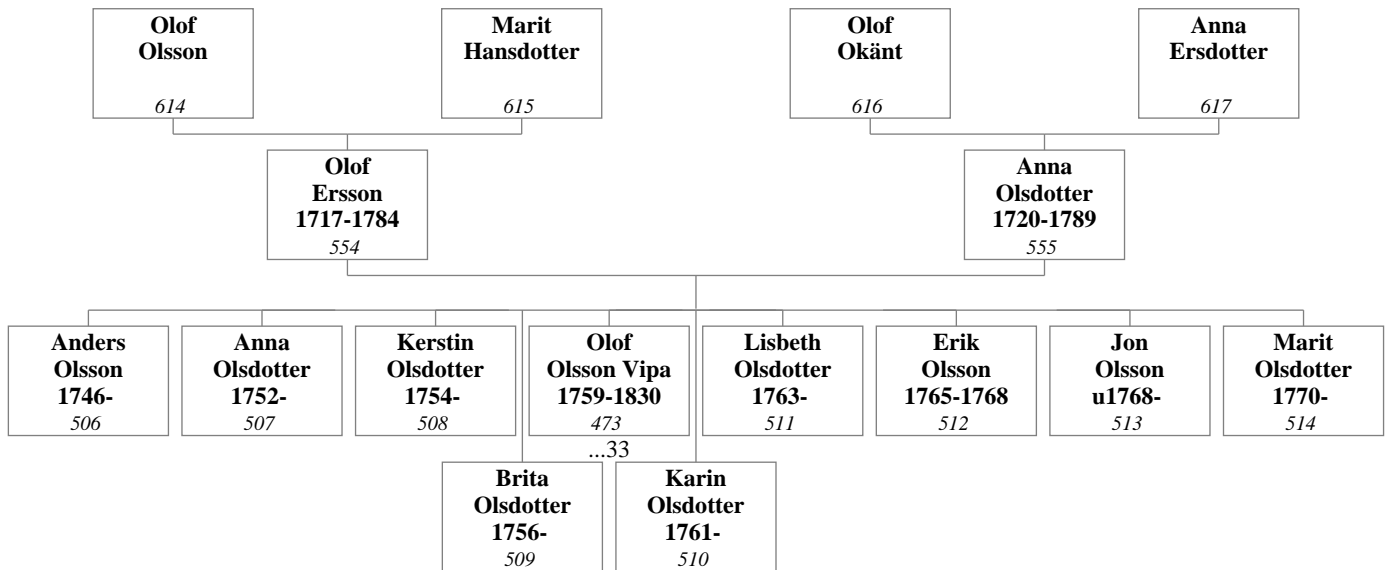 Olof
Olsson
614
Marit
Hansdotter
615
Olof
Okänt
616
Anna
Ersdotter
617
Olof
Ersson
1717-1784
554
Anna
Olsdotter
1720-1789
555
Anders
Olsson
1746-
506
Anna
Olsdotter
1752-
507
Kerstin
Olsdotter
1754-
508
Olof
Olsson Vipa
1759-1830
473
...33
Lisbeth
Olsdotter
1763-
511
Erik
Olsson
1765-1768
512
Jon
Olsson
u1768-
513
Marit
Olsdotter
1770-
514
Brita
Olsdotter
1756-
509
Karin
Olsdotter
1761-
510